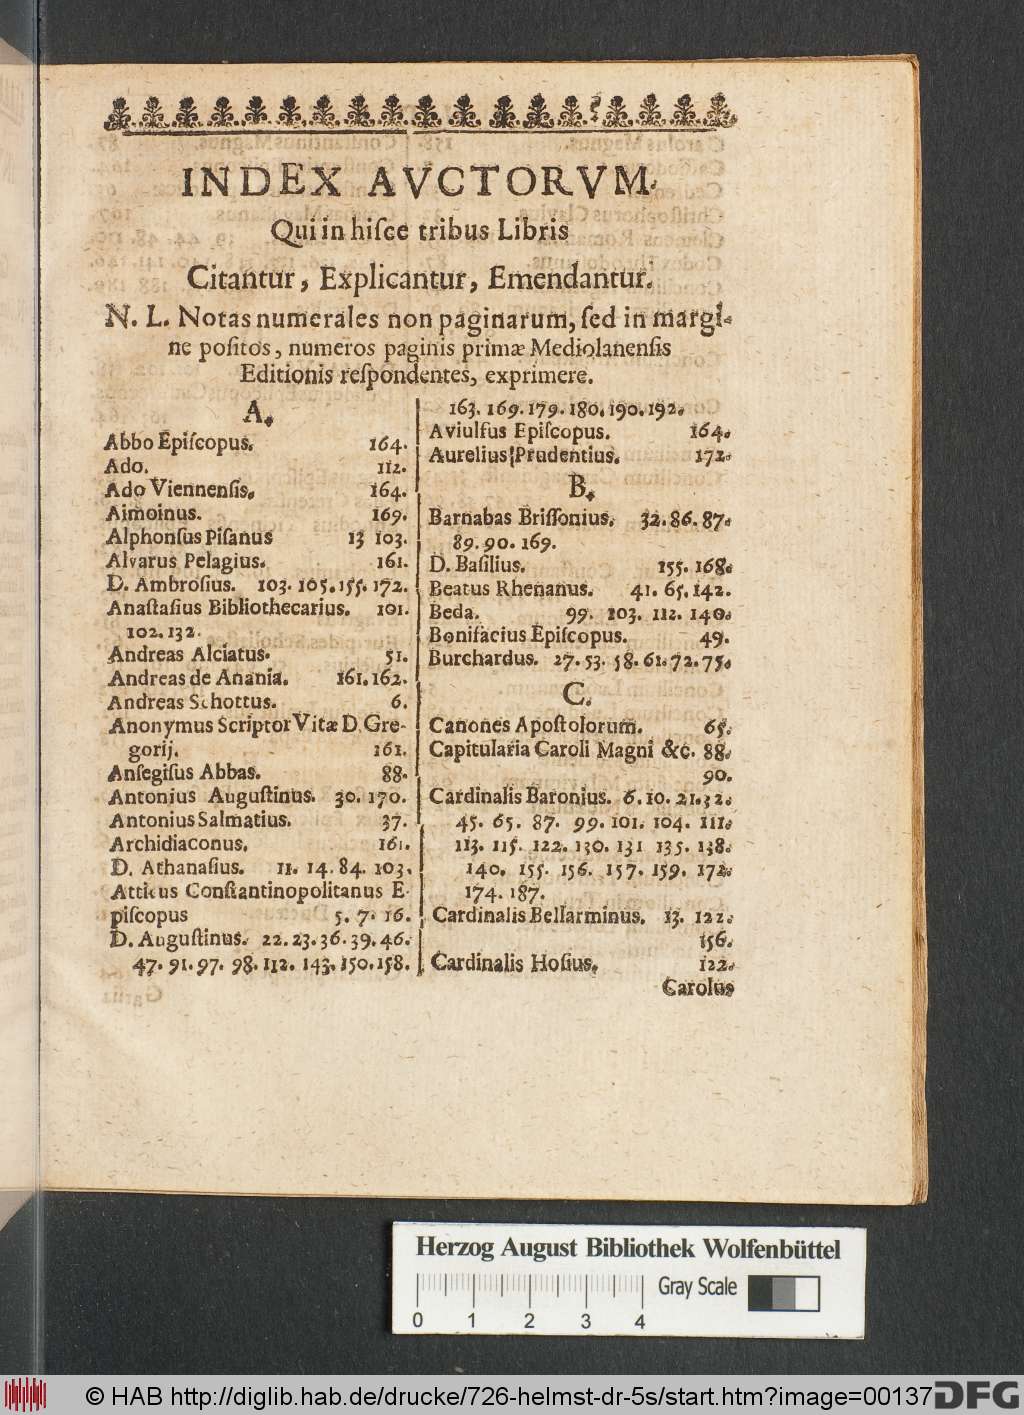 INDEX AVCTORVM.
Qui in hiſce tribus Libris
Citantur, Explicantur, Emendantur.
N. L. Notas numerales non paginarum, ſed in margi-
ne poſitos, numeros paginis primæ Mediolanenſis
Editionis reſpondentes, exprimere.
A.
Abbo Epiſcopus. 164.
Ado. 112.
Ado Viennenſis. 164.
Aimoinus. 169.
Alphonſus Piſanus 13 103.
Alvarus Pelagius. 161.
D. Ambroſius. 103. 105. 155. 172.
Anaſtaſius Bibliothecarius. 101.
102. 132.
Andreas Alciatus. 51.
Andreas de Anania. 161. 162.
Andreas Schottus. 6.
Anonymus Scriptor Vitæ D. Gre-
gorij. 161.
Anſegiſus Abbas. 88.
Antonius Auguſtinus. 30. 170.
Antonius Salmatius. 37.
Archidiaconus. 161.
D. Athanaſius. 11. 14. 84. 103.
Atticus Conſtantinopolitanus E-
piſcopus 5. 7. 16.
D. Auguſtinus. 22. 23. 36. 39. 46.
47. 91. 97. 98. 112. 143. 150. 158.
163. 169. 179. 180. 190. 192.
Aviulfus Epiſcopus. 164.
Aurelius Prudentius. 172.
B.
Barnabas Briſſonius. 32. 86. 87.
89. 90. 169.
D. Baſilius. 155. 168.
Beatus Rhenanus. 41. 65. 142.
Beda. 99. 103. 112. 140.
Bonifacius Epiſcopus. 49.
Burchardus. 27. 53. 58. 61. 72. 75.
C.
Canones Apoſtolorum. 65.
Capitularia Caroli Magni &c. 88.
90.
Cardinalis Baronius. 6. 10. 21. 32.
45. 65. 87. 99. 101. 104. 111.
113. 115. 122. 130. 131 135. 138.
140. 155. 156. 157. 159. 172.
174. 187.
Cardinalis Bellarminus. 13. 122.
156.
Cardinalis Hoſius. 122.
Carolus
Herzog August Bibliothek Wolfenbüttel
Gray Scale
0 1 2 3 4
© HAB http://diglib.hab.de/drucke/726-helmst-dr-5s/start.htm?image=00137
DFG